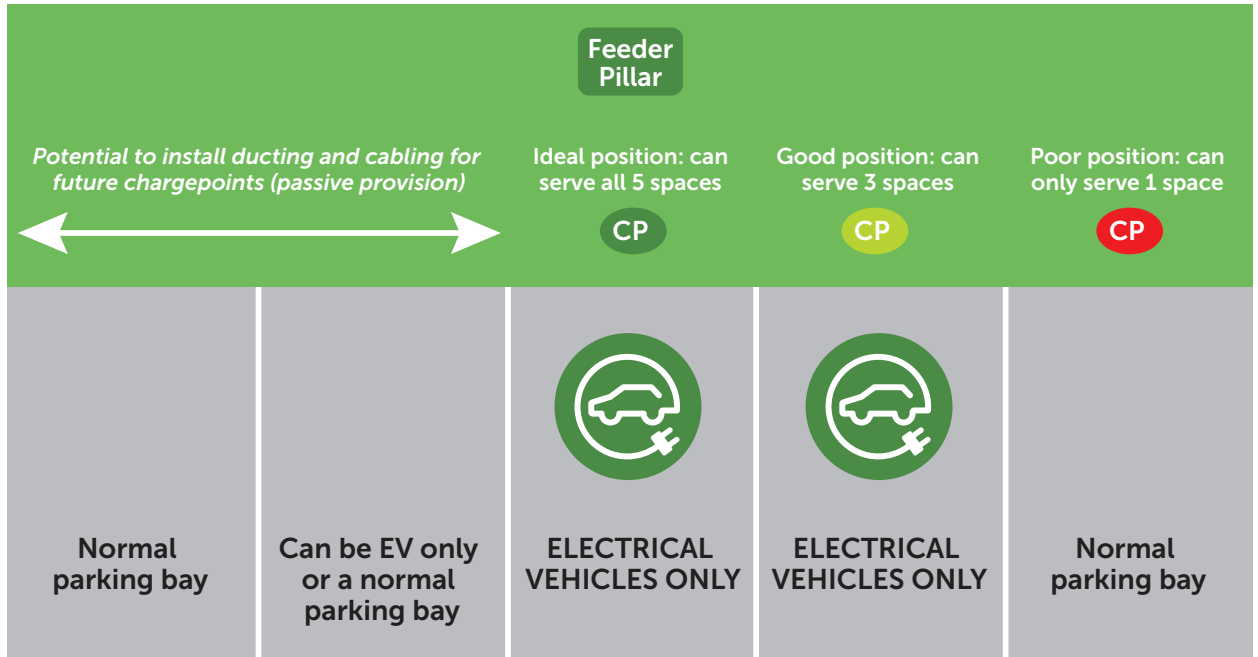 Feeder
Pillar
Potential to install ducting and cabling for
future chargepoints (passive provision)
Ideal position: can
serve all 5 spaces
CP
Good position: can
serve 3 spaces
CP
Poor position: can
only serve 1 space
CP
Normal
parking bay
Can be EV only
or a normal
parking bay
ELECTRICAL
VEHICLES ONLY
ELECTRICAL
VEHICLES ONLY
Normal
parking bay